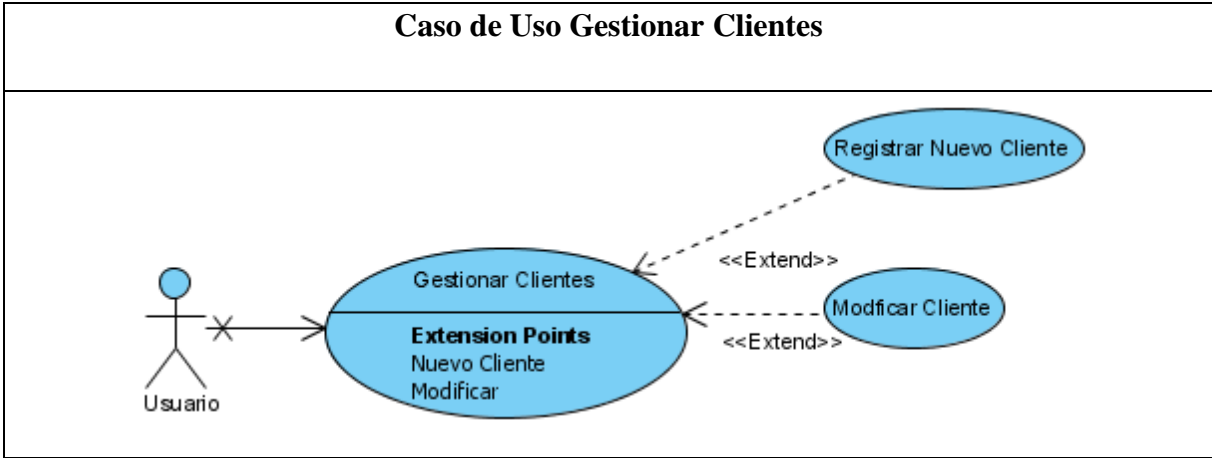 Caso de Uso Gestionar Clientes
Registrar Nuevo Cliente
<<Extend>>
Gestionar Clientes
Modficar Cliente
<<Extend>>
Extension Points
Nuevo Cliente
Modificar
Usuario